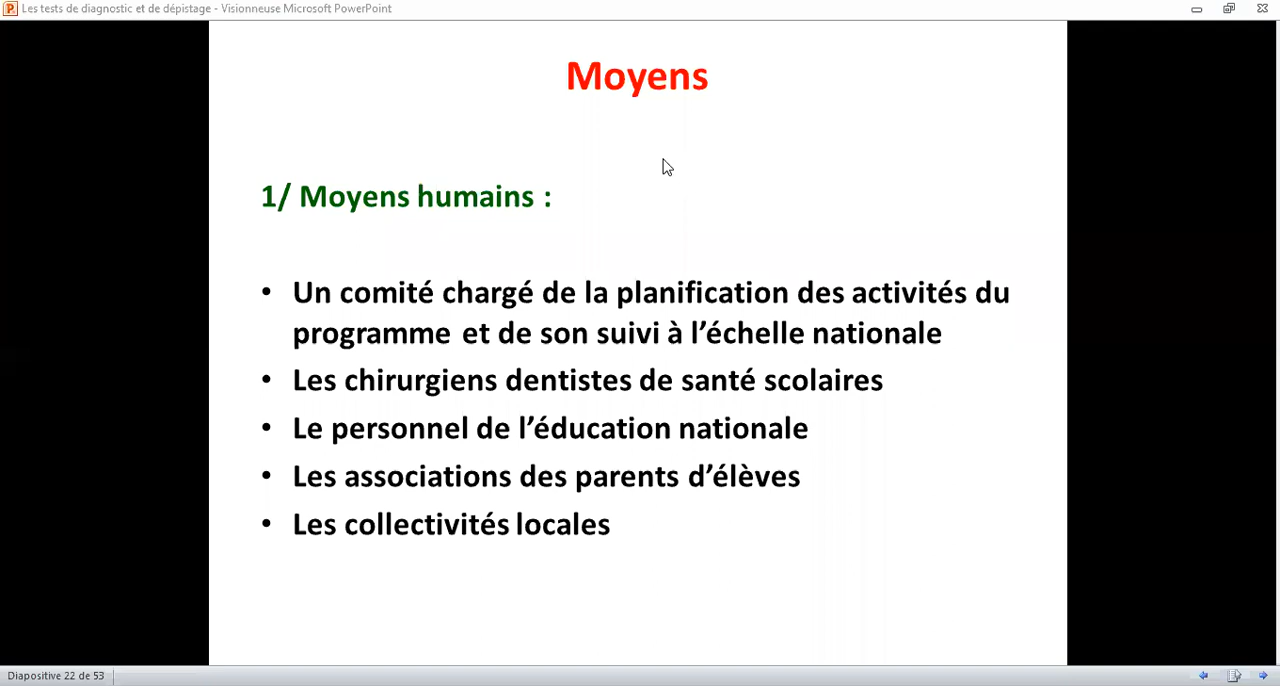 Les tests de diagnostic et de dépistage - Visionneuse Microsoft PowerPoint
Moyens
1/ Moyens humains :
• Un comité chargé de la planification des activités du
programme et de son suivi à l’échelle nationale
• Les chirurgiens dentistes de santé scolaires
• Le personnel de l’éducation nationale
• Les associations des parents d’élèves
• Les collectivités locales
Diapositive 22 de 53